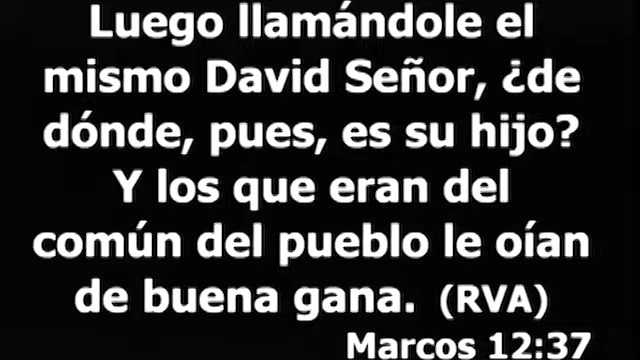 Luego llamándole el
mismo David Señor, ¿de
dónde, pues, es su hijo?
Y los que eran del
común del pueblo le oían
de buena gana. (RVA)
Marcos 12:37